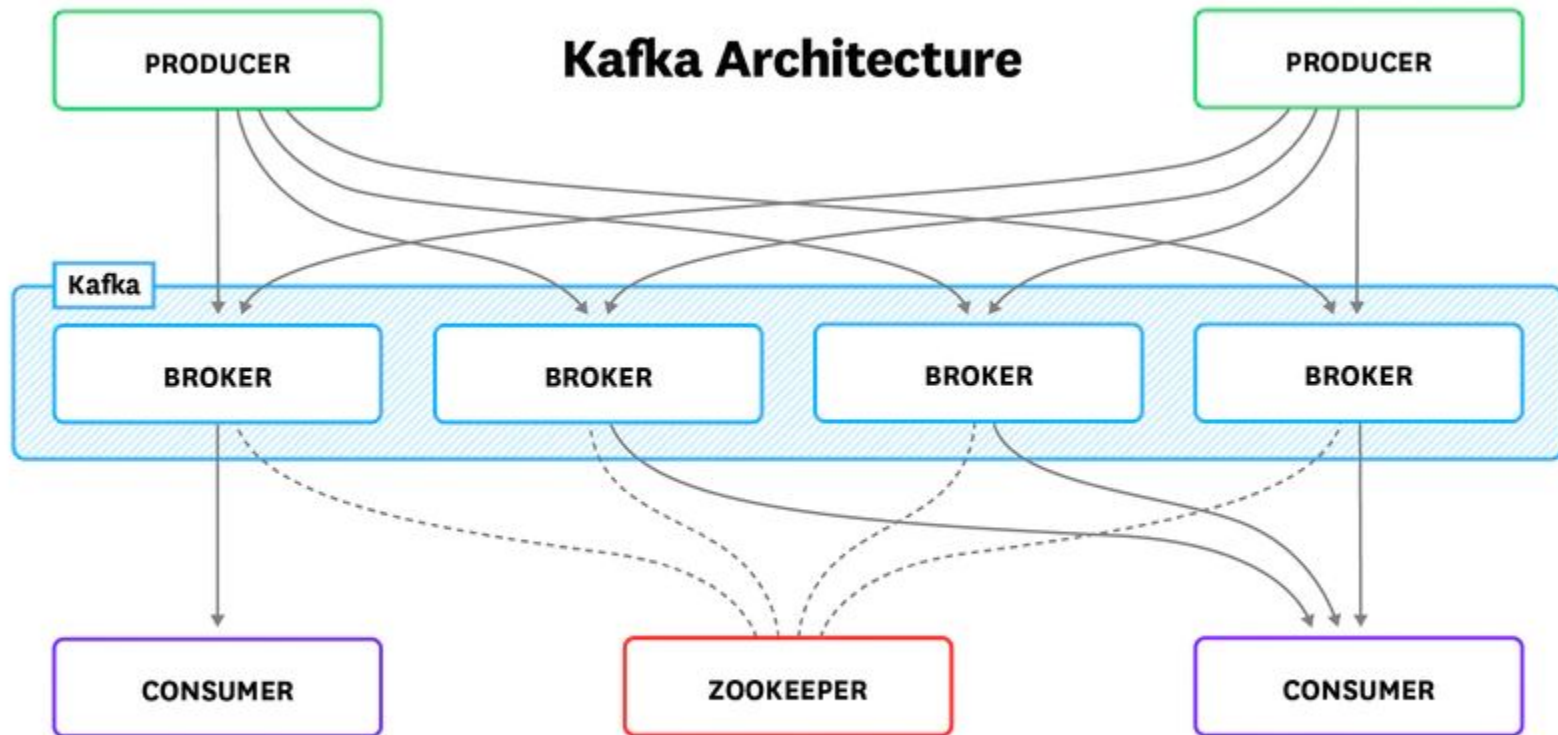 PRODUCER
Kafka Architecture
PRODUCER
Kafka
BROKER
BROKER
BROKER
BROKER
CONSUMER
ZOOKEEPER
CONSUMER